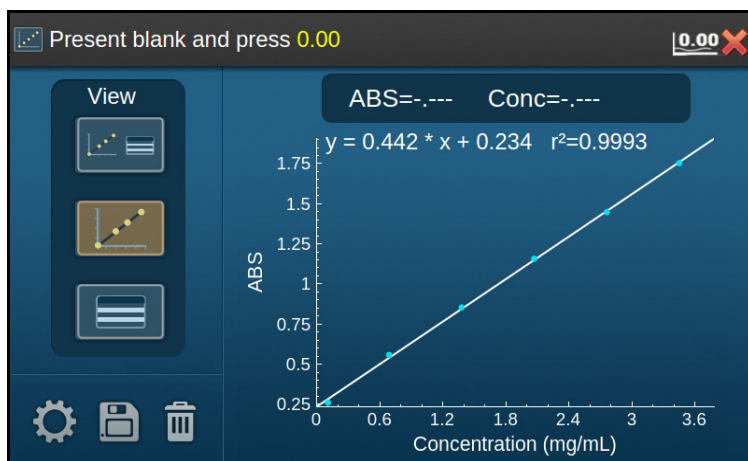 Present blank and press 0.00
0.00
View
ABS=-.--- Conc=-.---
y = 0.442 * x + 0.234 r²=0.9993
1.75
1.5
1.25
1
0.75
0.5
0.25
ABS
0 0.6 1.2 1.8 2.4 3 3.6
Concentration (mg/mL)